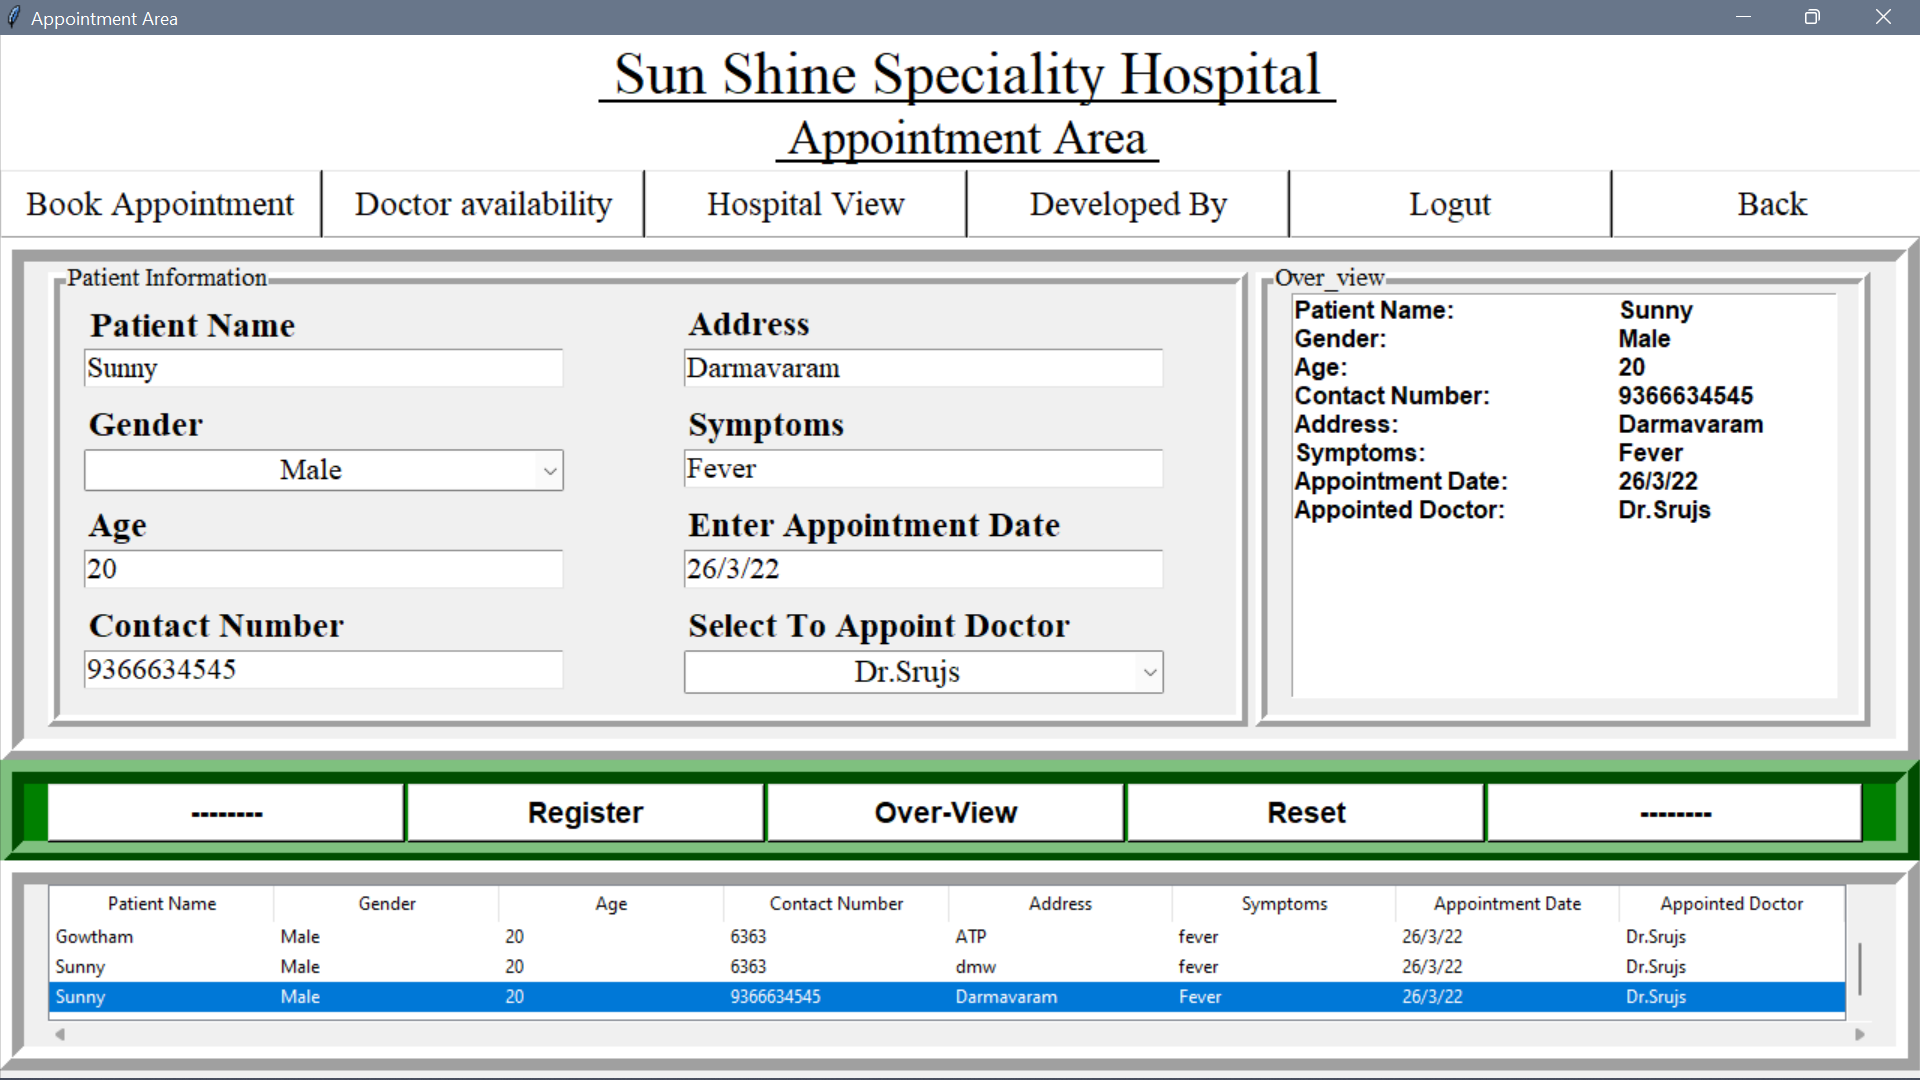 Appointment Area
Sun Shine Speciality Hospital
Appointment Area
Book Appointment Doctor availability Hospital View Developed By Logut Back
Patient Information
Patient Name Address
Sunny Darmavaram
Gender Symptoms
Male Fever
Age Enter Appointment Date
20 26/3/22
Contact Number Select To Appoint Doctor
9366634545 Dr.Srujs
Over_view
Patient Name: Sunny
Gender: Male
Age: 20
Contact Number: 9366634545
Address: Darmavaram
Symptoms: Fever
Appointment Date: 26/3/22
Appointed Doctor: Dr.Srujs
-------- Register Over-View Reset --------
Patient Name Gender Age Contact Number Address Symptoms Appointment Date Appointed Doctor
Gowtham Male 20 6363 ATP fever 26/3/22 Dr.Srujs
Sunny Male 20 6363 dmw fever 26/3/22 Dr.Srujs
Sunny Male 20 9366634545 Darmavaram Fever 26/3/22 Dr.Srujs